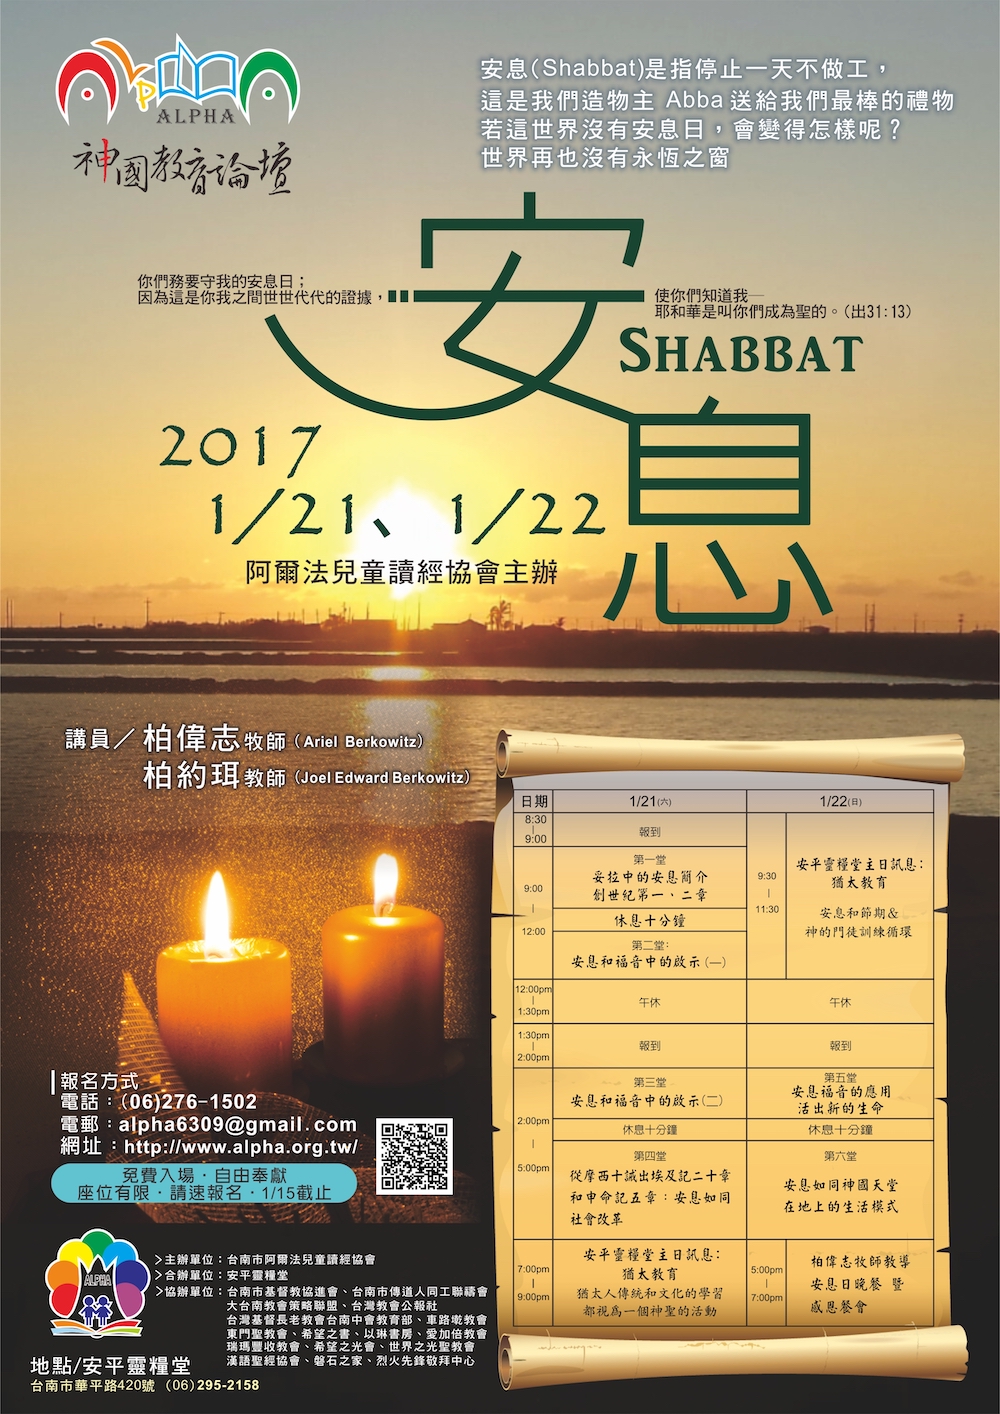 ALPHA
神國教育論壇
安息(Shabbat)是指停止一天不做工，
這是我們造物主 Abba 送給我們最棒的禮物
若這世界沒有安息日，會變得怎樣呢？
世界再也沒有永恆之窗
你們務要守我的安息日；
因為這是你我之間世世代代的證據，
使你們知道我─
耶和華是叫你們成為聖的。(出31:13)
安息
SHABBAT
2017
1/21、1/22
阿爾法兒童讀經協會主辦
講員／柏偉志牧師（Ariel Berkowitz）
柏約珥教師（Joel Edward Berkowitz）
日期 1/21(六) 1/22(日)
8:30
|
9:00
報到
9:00
|
12:00
第一堂
妥拉中的安息簡介
創世紀第一、二章
休息十分鐘
第二堂：
安息和福音中的啟示(一)
9:30
|
11:30
安平靈糧堂主日訊息：
猶太教育
安息和節期＆
神的門徒訓練循環
12:00pm
|
1:30pm
午休 午休
1:30pm
|
2:00pm
報到 報到
2:00pm
|
5:00pm
第三堂
安息和福音中的啟示(二)
休息十分鐘
第四堂
從摩西十誡出埃及記二十章
和申命記五章：安息如同
社會改革
第五堂
安息福音的應用
活出新的生命
休息十分鐘
第六堂
安息如同神國天堂
在地上的生活模式
7:00pm
|
9:00pm
安平靈糧堂主日訊息：
猶太教育
猶太人傳統和文化的學習
都視為一個神聖的活動
5:00pm
|
7:00pm
柏偉志牧師教導
安息日晚餐 暨
感恩餐會
報名方式
電話：(06)276-1502
電郵：alpha6309@gmail.com
網址：http://www.alpha.org.tw/
免費入場．自由奉獻
座位有限．請速報名．1/15截止
ALPHA
>主辦單位：台南市阿爾法兒童讀經協會
>合辦單位：安平靈糧堂
>協辦單位：台南市基督教協進會、台南市傳道人同工聯禱會
大台南教會策略聯盟、台灣教會公報社
台灣基督長老教會台南中會教育部、車路墘教會
東門聖教會、希望之書、以琳書房、愛加倍教會
瑞瑪豐收教會、希望之光會、世界之光聖教會
漢語聖經協會、磐石之家、烈火先鋒敬拜中心
地點/安平靈糧堂
台南市華平路420號 (06)295-2158